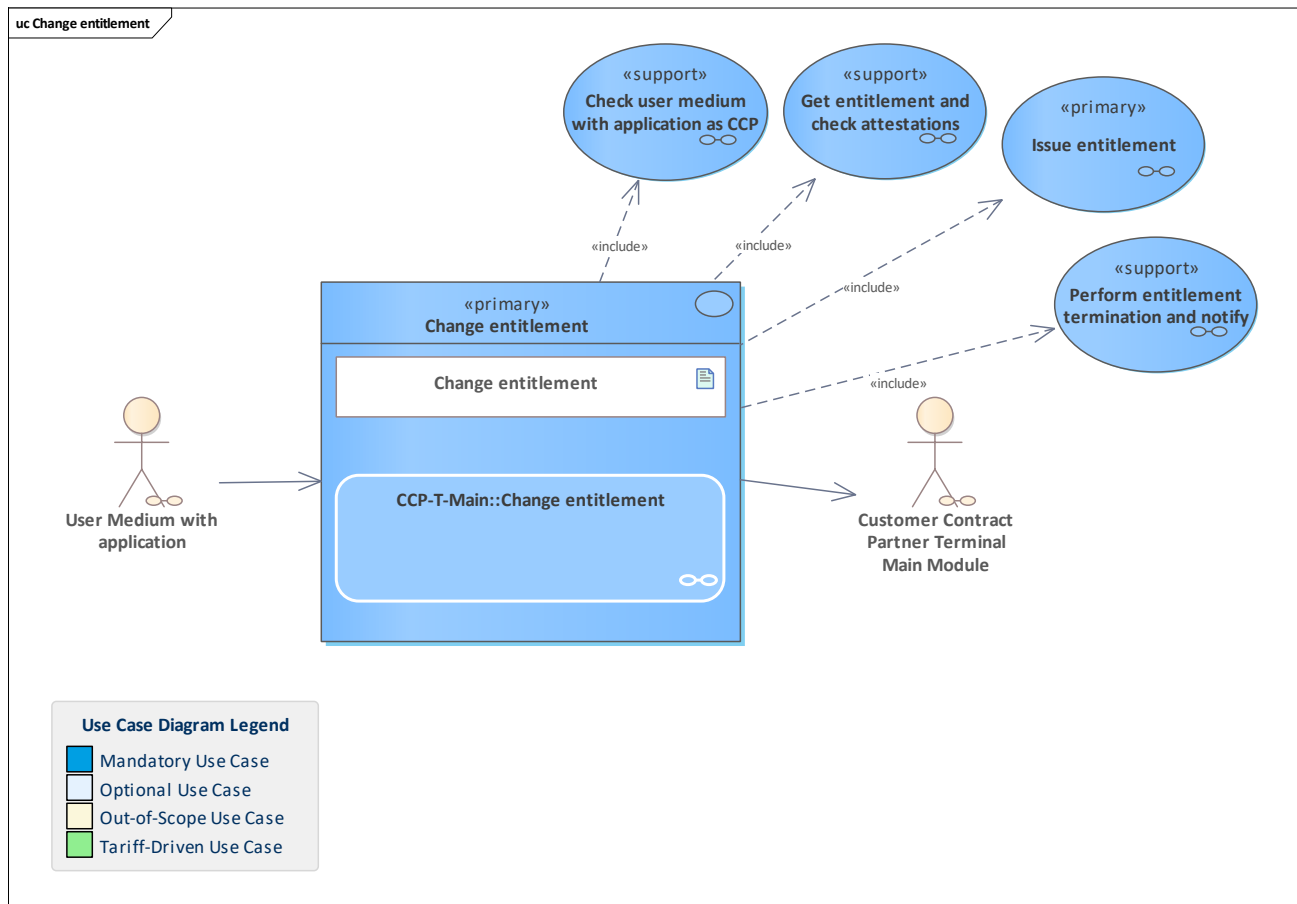 uc Change entitlement
«support»
Check user medium
with application as CCP
«support»
Get entitlement and
check attestations
«primary»
Issue entitlement
«support»
Perform entitlement
termination and notify
«include»
«include»
«include»
«include»
«primary»
Change entitlement
Change entitlement
CCP-T-Main::Change entitlement
User Medium with
application
Customer Contract
Partner Terminal
Main Module
Use Case Diagram Legend
Mandatory Use Case
Optional Use Case
Out-of-Scope Use Case
Tariff-Driven Use Case